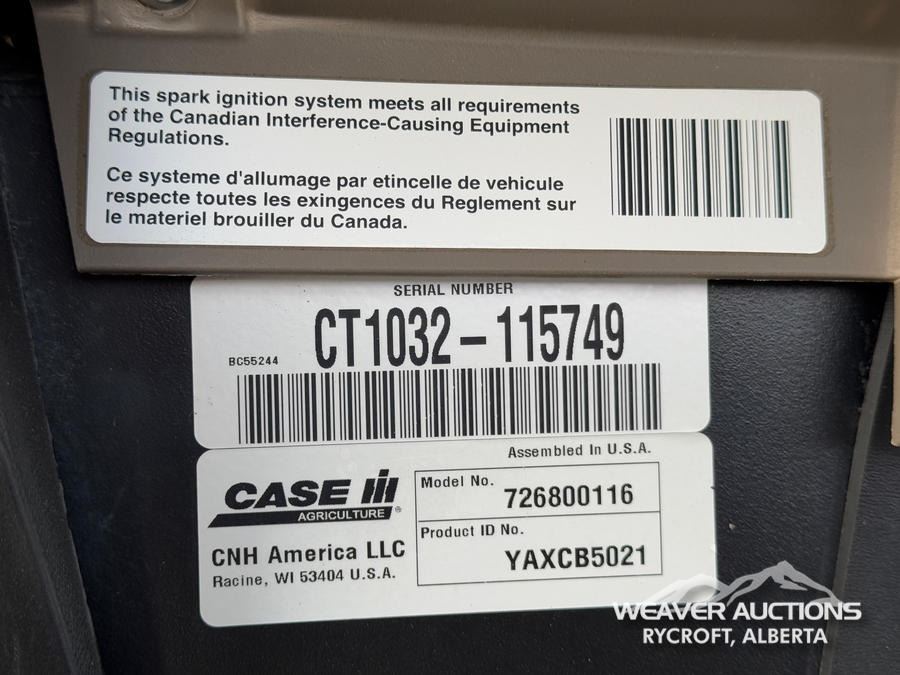 This spark ignition system meets all requirements
of the Canadian Interference-Causing Equipment
Regulations.
Ce systeme d'allumage par etincelle de vehicule
respecte toutes les exingences du Reglement sur
le materiel brouiller du Canada.
SERIAL NUMBER
BC55244 CT1032-115749
Assembled In U.S.A.
CASE IH
AGRICULTURE®
CNH America LLC
Racine, WI 53404 U.S.A.
Model No.
726800116
Product ID No.
YAXCB5021
WEAVER AUCTIONS
RYCROFT, ALBERTA